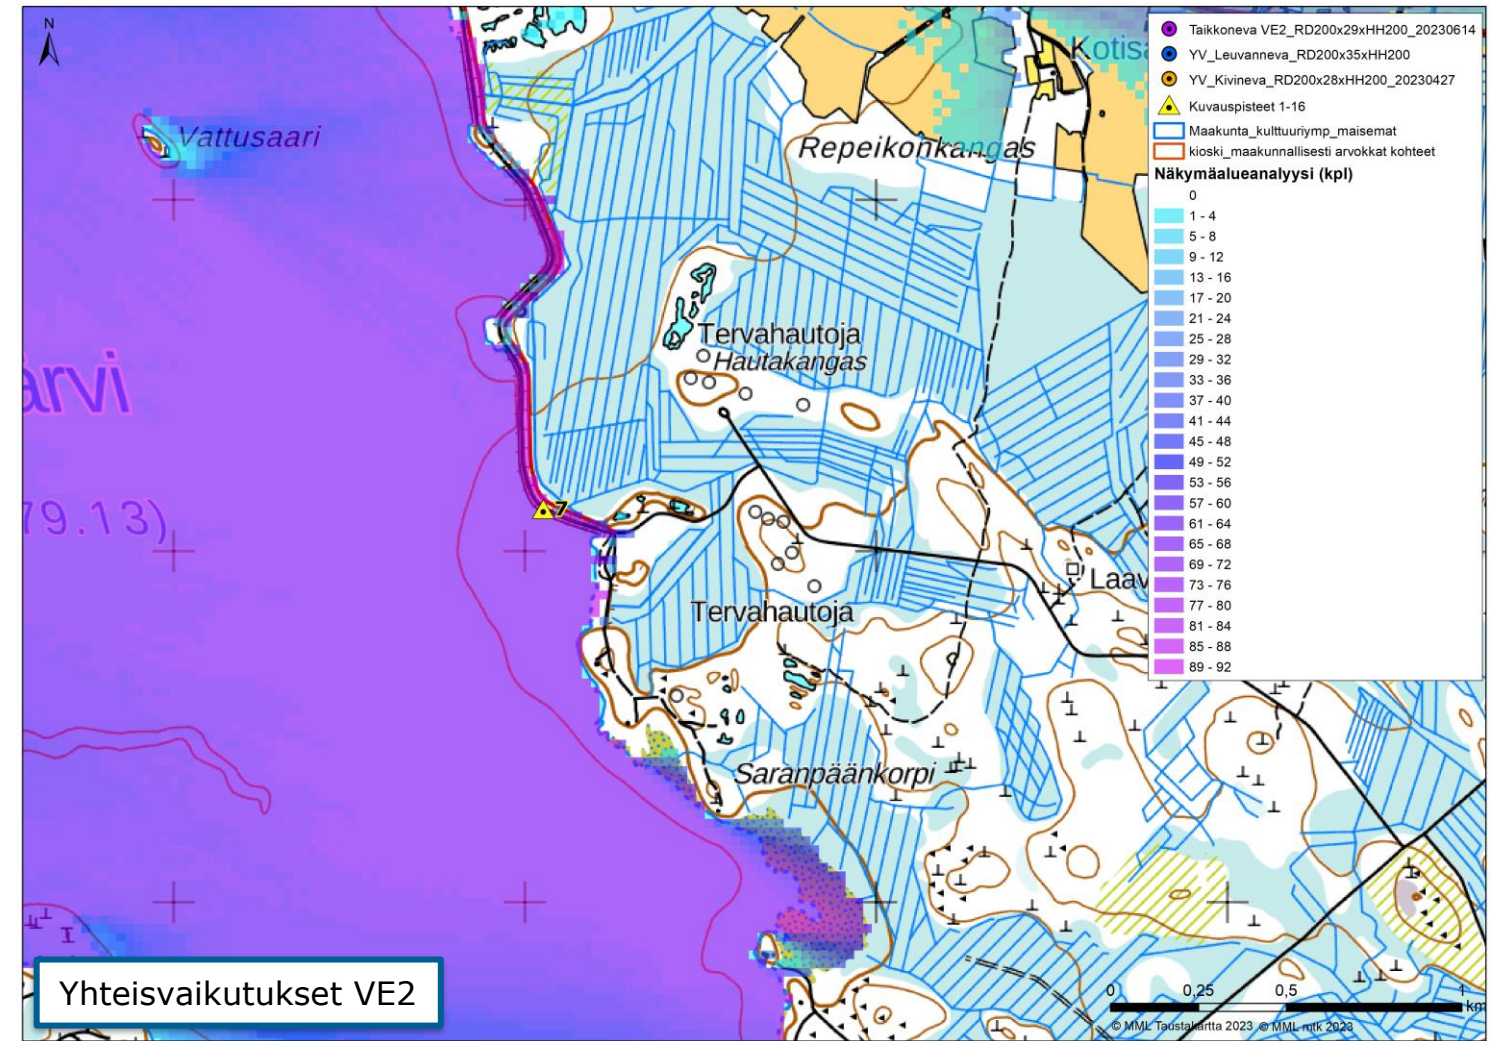 N
Taikkoneva VE2_RD200x29xHH200_20230614
YV_Leuvanneva_RD200x35xHH200
YV_Kivineva_RD200x28xHH200_20230427
Kuvauspisteet 1-16
Maakunta_kulttuuriymp_maisemat
kioski_maakunnallisesti arvokkat kohteet
Näkymäalueanalyysi (kpl)
0
1 - 4
5 - 8
9 - 12
13 - 16
17 - 20
21 - 24
25 - 28
29 - 32
33 - 36
37 - 40
41 - 44
45 - 48
49 - 52
53 - 56
57 - 60
61 - 64
65 - 68
69 - 72
73 - 76
77 - 80
81 - 84
85 - 88
89 - 92
Kotisa
Vattusaari
Repeikonkangas
Tervahautoja
Hautakangas
ärvi
79.13)
7
Laav
Tervahautoja
Saranpäänkorpi
Yhteisvaikutukset VE2
0 0,25 0,5 1
km
© MML Taustakartta 2023 © MML mtk 2023